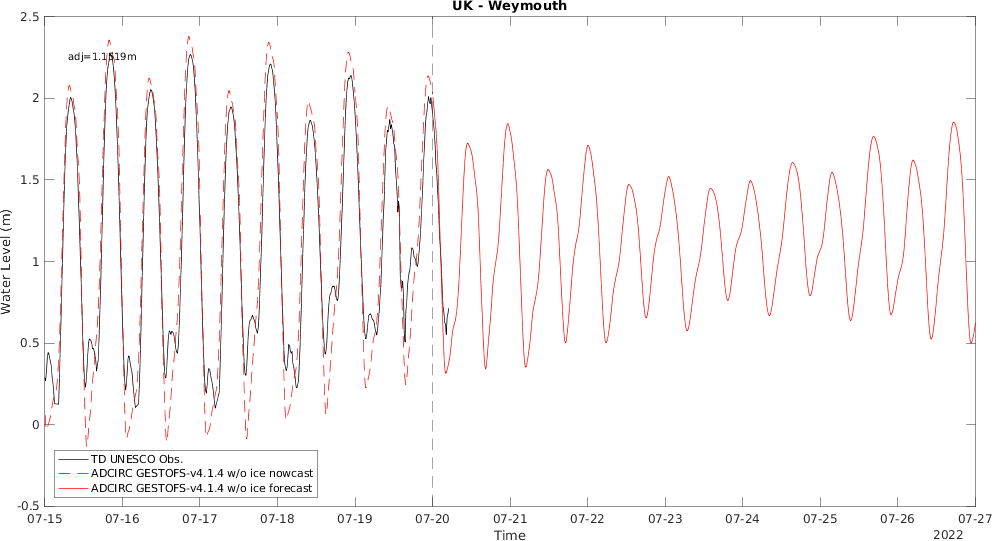 UK - Weymouth
adj=1.1519m
Water Level (m)
2.5
2
1.5
1
0.5
0
-0.5
TD UNESCO Obs.
ADCIRC GESTOFS-v4.1.4 w/o ice nowcast
ADCIRC GESTOFS-v4.1.4 w/o ice forecast
07-15 07-16 07-17 07-18 07-19 07-20 07-21 07-22 07-23 07-24 07-25 07-26 07-27
Time
2022